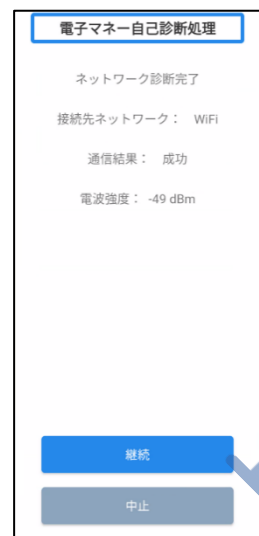 電子マネー自己診断処理
ネットワーク診断完了
接続先ネットワーク： WiFi
通信結果： 成功
電波強度： -49 dBm
継続
中止